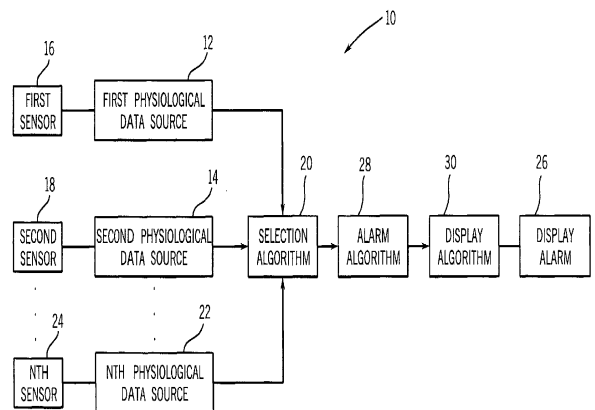 10
16
12
FIRST
SENSOR
FIRST PHYSIOLOGICAL
DATA SOURCE
18
14
20
28
30
26
SECOND
SENSOR
SECOND PHYSIOLOGICAL
DATA SOURCE
SELECTION
ALGORITHM
ALARM
ALGORITHM
DISPLAY
ALGORITHM
DISPLAY
ALARM
24
22
NTH
SENSOR
NTH PHYSIOLOGICAL
DATA SOURCE